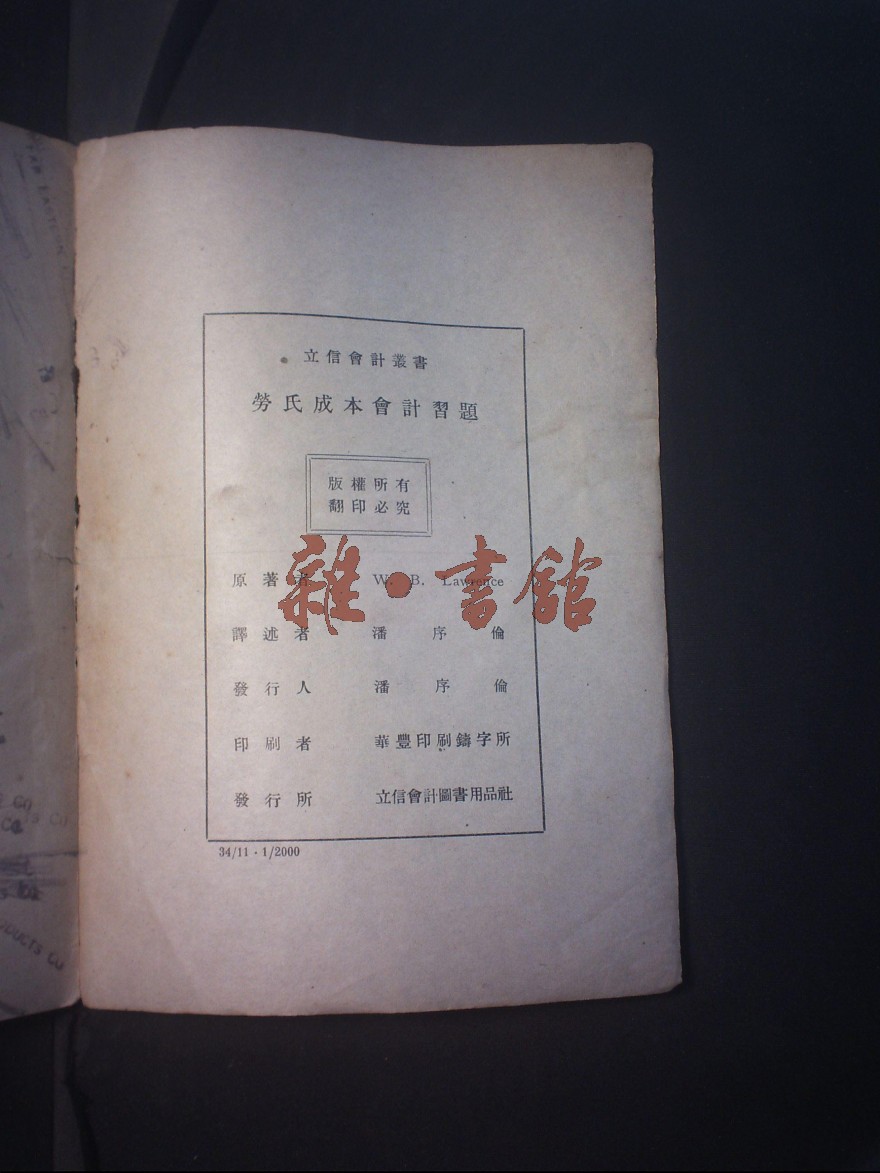 立信會計叢書
勞氏成本會計習題
版權所有
翻印必究
原著者 W. B. Lawrence
譯述者 潘序倫
發行人 潘序倫
印刷者 華豐印刷鑄字所
發行所 立信會計圖書用品社
34/11·1/2000
雜·書館